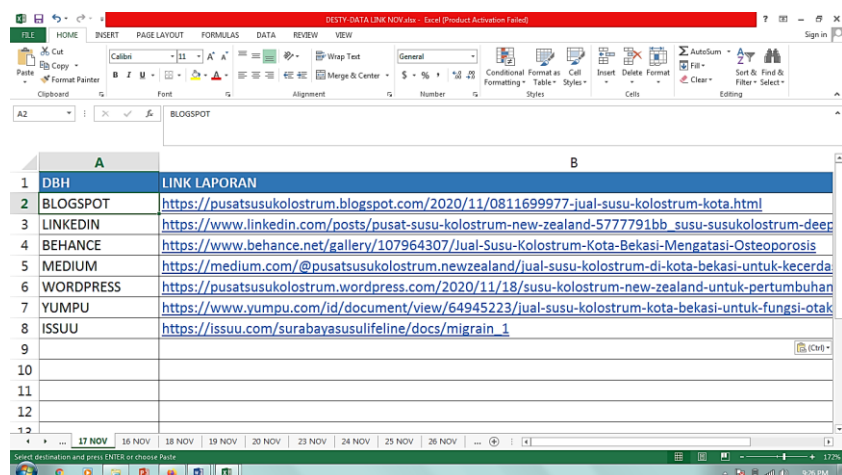 DESTY-DATA LINK NOV.xlsx - Excel (Product Activation Failed)
FILE HOME INSERT PAGE LAYOUT FORMULAS DATA REVIEW VIEW Sign in
Paste Cut Copy Format Painter Clipboard
Calibri 11 B I U Font
Wrap Text Merge & Center Alignment
General $ % , Number
Conditional Formatting Format as Table Cell Styles Styles
Insert Delete Format Cells
AutoSum Fill Clear Sort & Filter Find & Select Editing
A2 fx BLOGSPOT
A B
1 DBH LINK LAPORAN
2 BLOGSPOT https://pusatsusukolostrum.blogspot.com/2020/11/0811699977-jual-susu-kolostrum-kota.html
3 LINKEDIN https://www.linkedin.com/posts/pusat-susu-kolostrum-new-zealand-5777791bb_susu-susukolostrum-deep
4 BEHANCE https://www.behance.net/gallery/107964307/Jual-Susu-Kolostrum-Kota-Bekasi-Mengatasi-Osteoporosis
5 MEDIUM https://medium.com/@pusatsusukolostrum.newzealand/jual-susu-kolostrum-di-kota-bekasi-untuk-kecerda
6 WORDPRESS https://pusatsusukolostrum.wordpress.com/2020/11/18/susu-kolostrum-new-zealand-untuk-pertumbuhan
7 YUMPU https://www.yumpu.com/id/document/view/64945223/jual-susu-kolostrum-kota-bekasi-untuk-fungsi-otak
8 ISSUU https://issuu.com/surabayasusulifeline/docs/migrain_1
9 (Ctrl)
10
11
12
13
... 17 NOV 16 NOV 18 NOV 19 NOV 20 NOV 23 NOV 24 NOV 25 NOV 26 NOV ...
Select destination and press ENTER or choose Paste 172%
9:26 PM